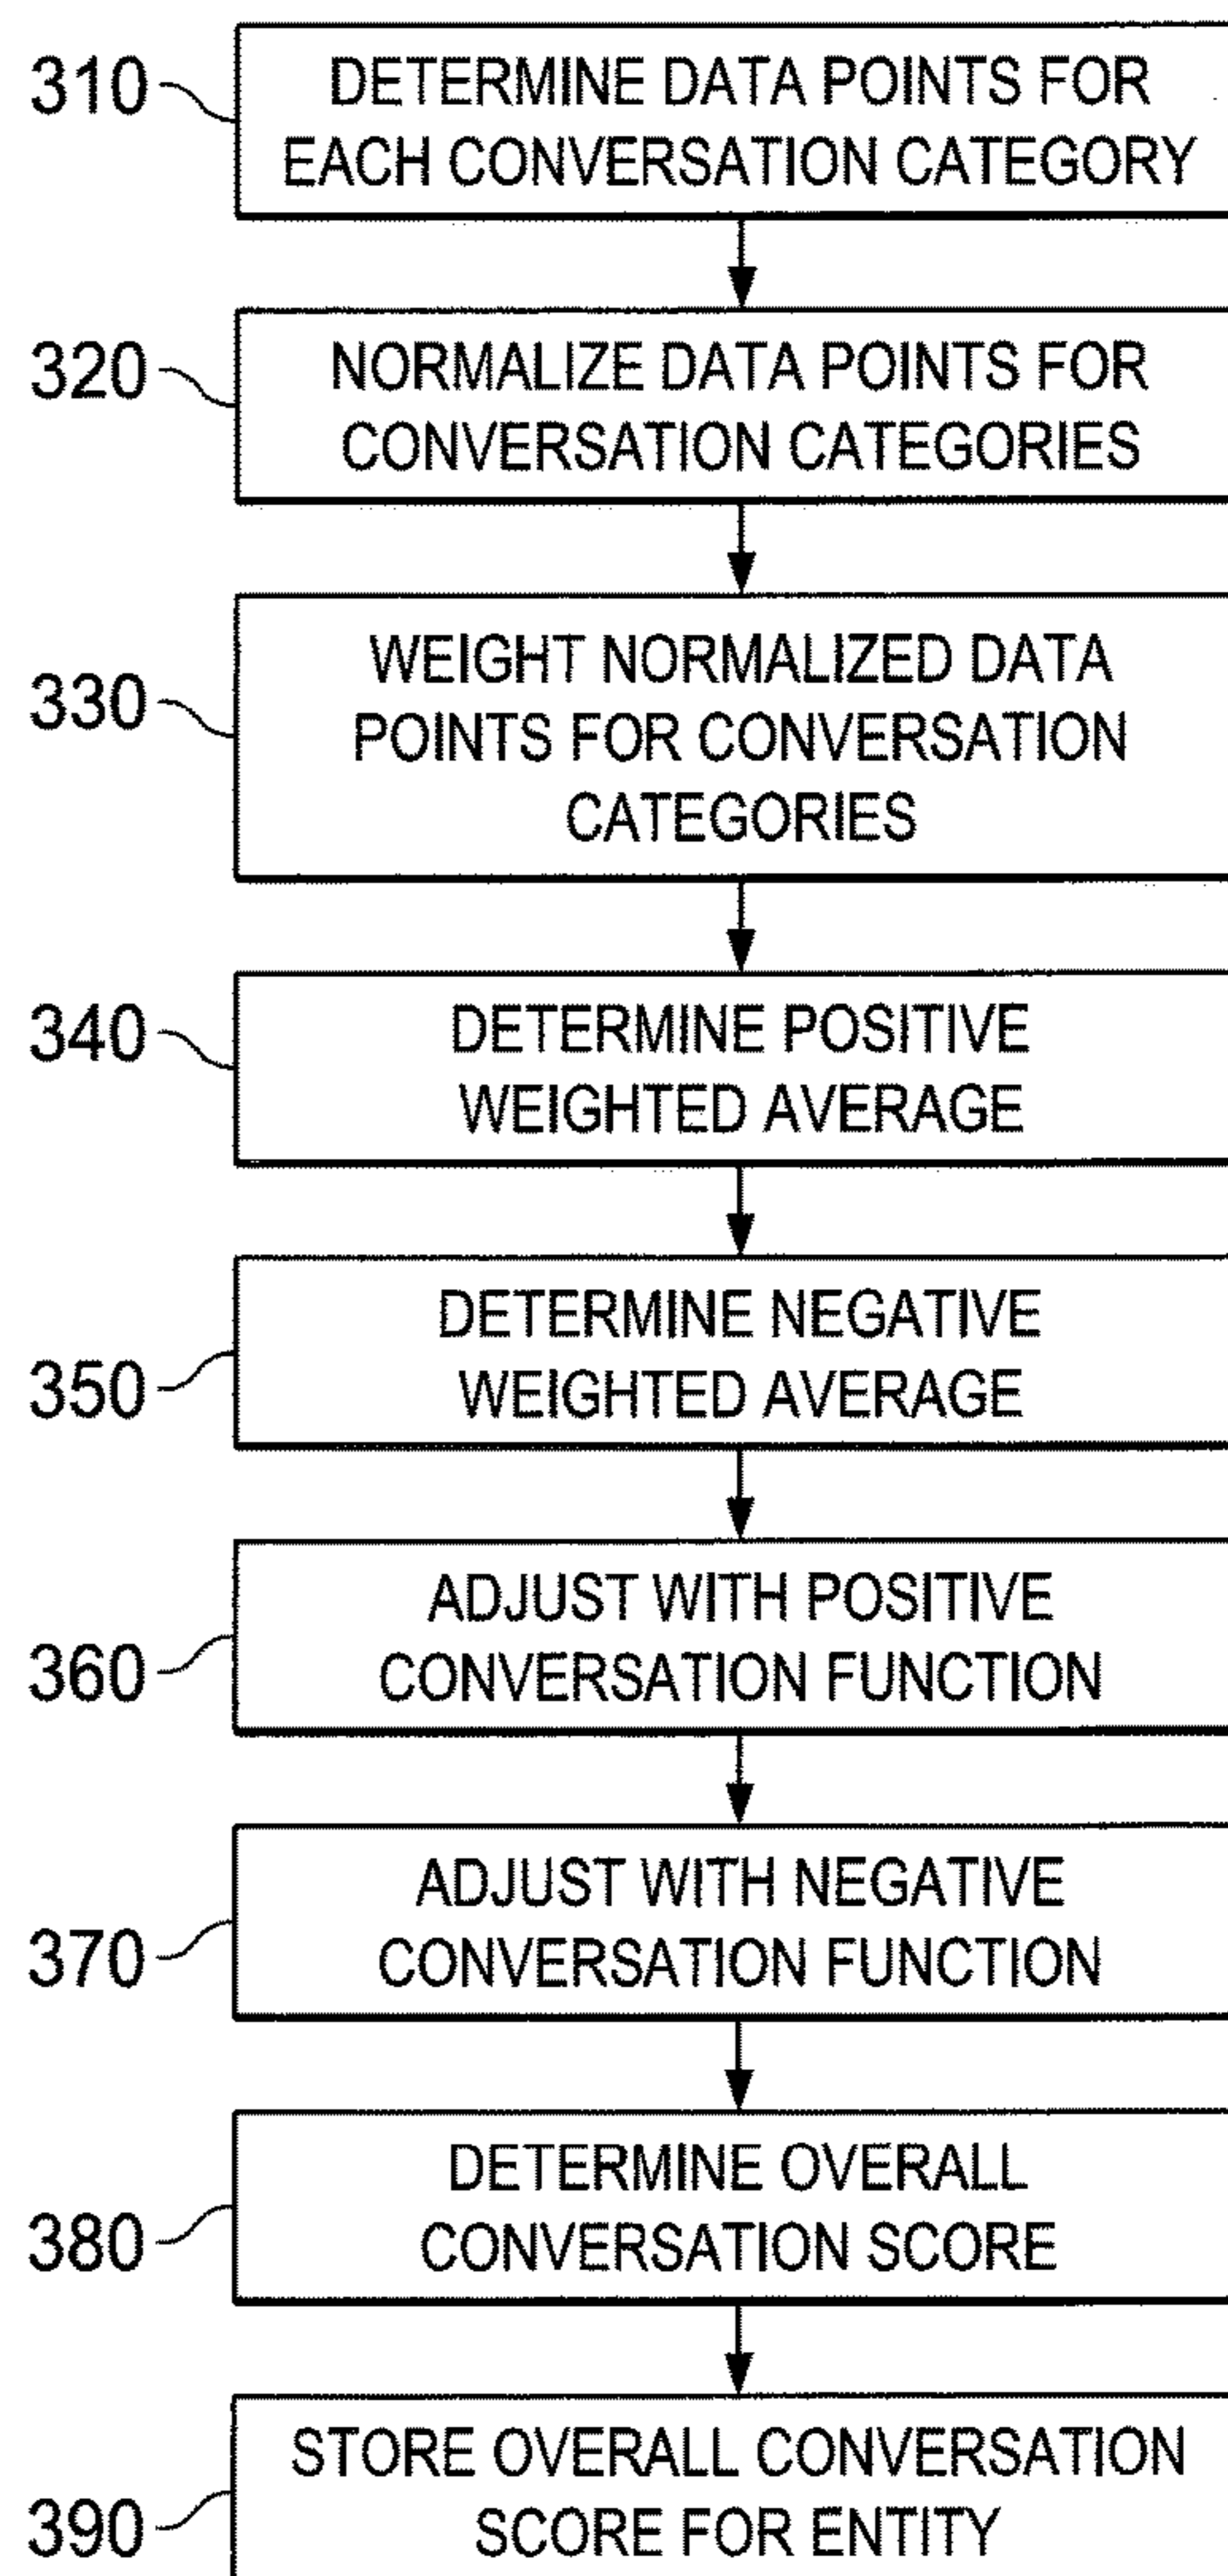 310
DETERMINE DATA POINTS FOR
EACH CONVERSATION CATEGORY
320
NORMALIZE DATA POINTS FOR
CONVERSATION CATEGORIES
330
WEIGHT NORMALIZED DATA
POINTS FOR CONVERSATION
CATEGORIES
340
DETERMINE POSITIVE
WEIGHTED AVERAGE
350
DETERMINE NEGATIVE
WEIGHTED AVERAGE
360
ADJUST WITH POSITIVE
CONVERSATION FUNCTION
370
ADJUST WITH NEGATIVE
CONVERSATION FUNCTION
380
DETERMINE OVERALL
CONVERSATION SCORE
390
STORE OVERALL CONVERSATION
SCORE FOR ENTITY